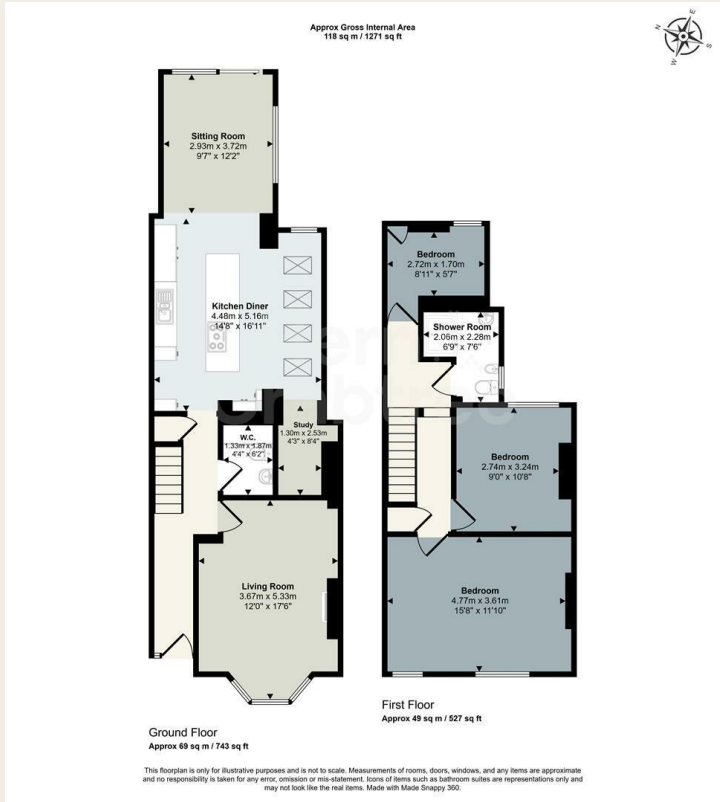 Approx Gross Internal Area
118 sq m / 1271 sq ft
N
E
S
W
Sitting Room
2.93m x 3.72m
9'7" x 12'2"
Kitchen Diner
4.48m x 5.16m
14'8" x 16'11"
W.C.
1.33m x 1.87m
4'4" x 6'2"
Study
1.30m x 2.53m
4'3" x 8'4"
Living Room
3.67m x 5.33m
12'0" x 17'6"
Bedroom
2.72m x 1.70m
8'11" x 5'7"
Shower Room
2.06m x 2.28m
6'9" x 7'6"
Bedroom
2.74m x 3.24m
9'0" x 10'8"
Bedroom
4.77m x 3.61m
15'8" x 11'10"
Ground Floor
Approx 69 sq m / 743 sq ft
First Floor
Approx 49 sq m / 527 sq ft
This floorplan is only for illustrative purposes and is not to scale. Measurements of rooms, doors, windows, and any items are approximate
and no responsibility is taken for any error, omission or mis-statement. Icons of items such as bathroom suites are representations only and
may not look like the real items. Made with Made Snappy 360.